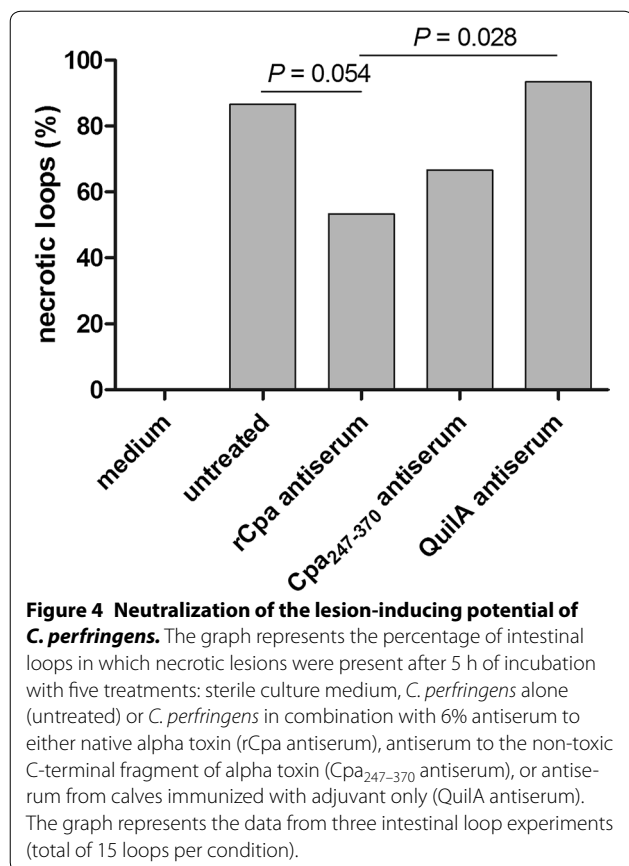 P = 0.028
P = 0.054
necrotic loops (%)
100
80
60
40
20
0
medium
untreated
rCpa antiserum
Cpa247-370 antiserum
QuilA antiserum
Figure 4 Neutralization of the lesion-inducing potential of
C. perfringens. The graph represents the percentage of intestinal
loops in which necrotic lesions were present after 5 h of incubation
with five treatments: sterile culture medium, C. perfringens alone
(untreated) or C. perfringens in combination with 6% antiserum to
either native alpha toxin (rCpa antiserum), antiserum to the non-toxic
C-terminal fragment of alpha toxin (Cpa247–370 antiserum), or antise-
rum from calves immunized with adjuvant only (QuilA antiserum).
The graph represents the data from three intestinal loop experiments
(total of 15 loops per condition).